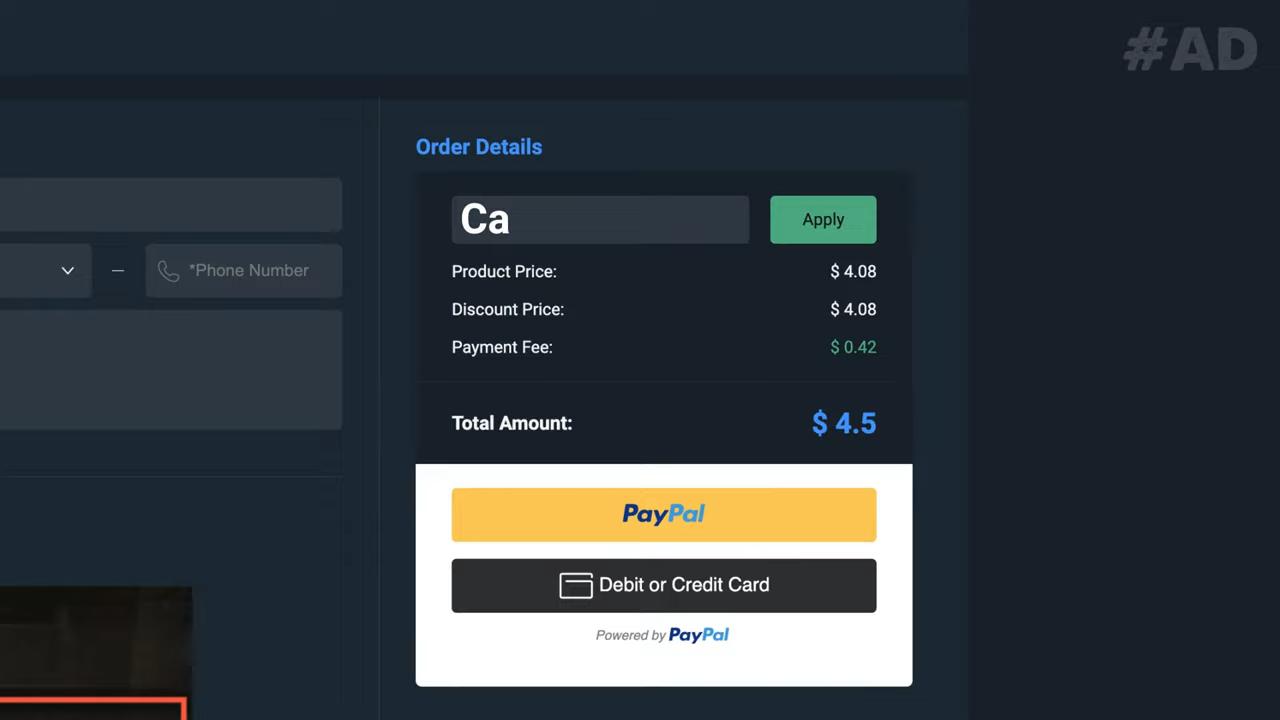 #AD
Order Details
Ca
Apply
*Phone Number
Product Price:
$ 4.08
Discount Price:
$ 4.08
Payment Fee:
$ 0.42
Total Amount:
$ 4.5
PayPal
Debit or Credit Card
Powered by PayPal